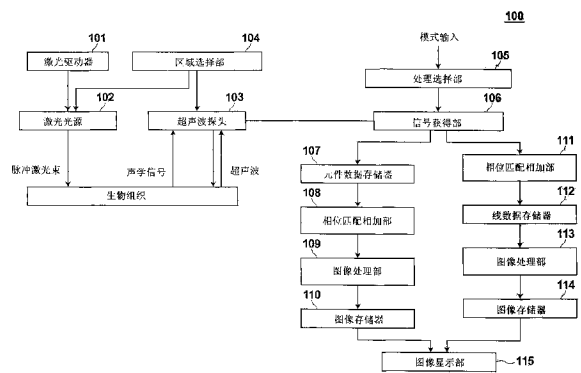 100
101
激光驱动器
104
区域选择部
模式输入
105
处理选择部
102
激光光源
103
超声波探头
106
信号获得部
脉冲激光束
声学信号
超声波
生物组织
107
元件数据存储器
108
相位匹配相加部
109
图像处理部
110
图像存储器
111
相位匹配相加部
112
线数据存储器
113
图像处理部
114
图像存储器
图像显示部
115